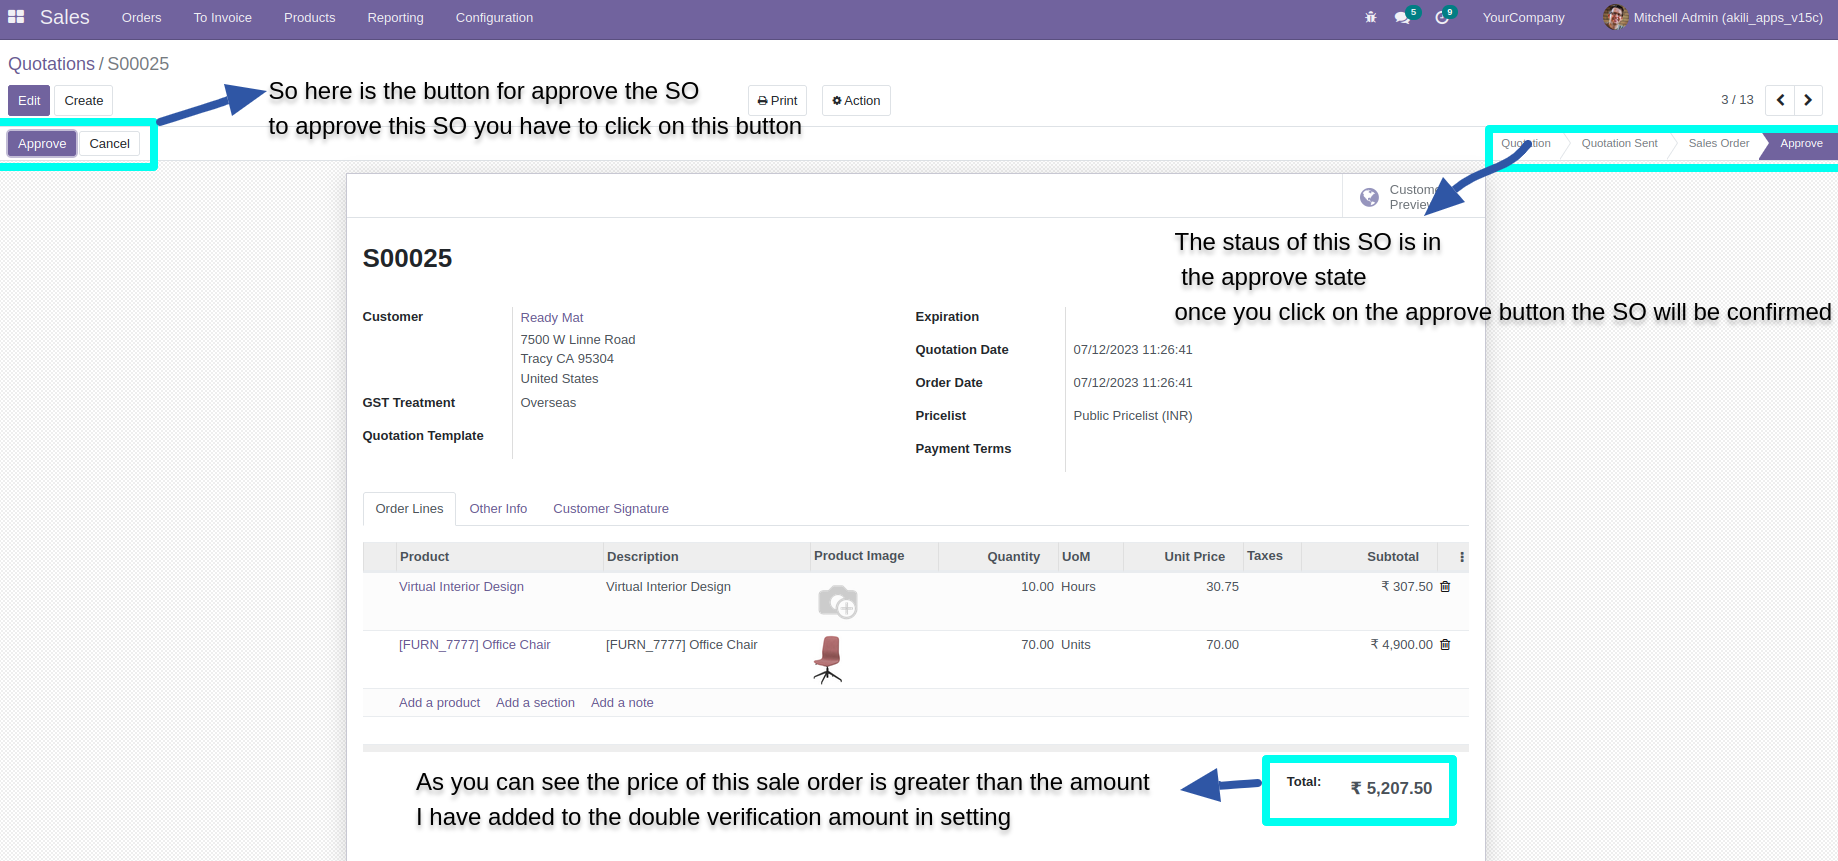 Sales Orders To Invoice Products Reporting Configuration 5 9 YourCompany Mitchell Admin (akili_apps_v15c)
Quotations / S00025
So here is the button for approve the SO
Edit Create Print Action 3 / 13
to approve this SO you have to click on this button
Approve Cancel Quotation Quotation Sent Sales Order Approve
Customer
Preview
The staus of this SO is in
S00025
the approve state
once you click on the approve button the SO will be confirmed
Customer Ready Mat Expiration
7500 W Linne Road
Quotation Date 07/12/2023 11:26:41
Tracy CA 95304
United States
Order Date 07/12/2023 11:26:41
GST Treatment Overseas
Pricelist Public Pricelist (INR)
Quotation Template
Payment Terms
Order Lines Other Info Customer Signature
Product Description Product Image Quantity UoM Unit Price Taxes Subtotal
Virtual Interior Design Virtual Interior Design 10.00 Hours 30.75 ₹ 307.50
[FURN_7777] Office Chair [FURN_7777] Office Chair 70.00 Units 70.00 ₹ 4,900.00
Add a product Add a section Add a note
As you can see the price of this sale order is greater than the amount
Total: ₹ 5,207.50
I have added to the double verification amount in setting